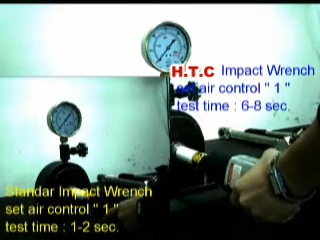 H.T.C Impact Wrench
set air control " 1 "
test time : 6-8 sec.
Standar Impact Wrench
set air control " 1 "
test time : 1-2 sec.